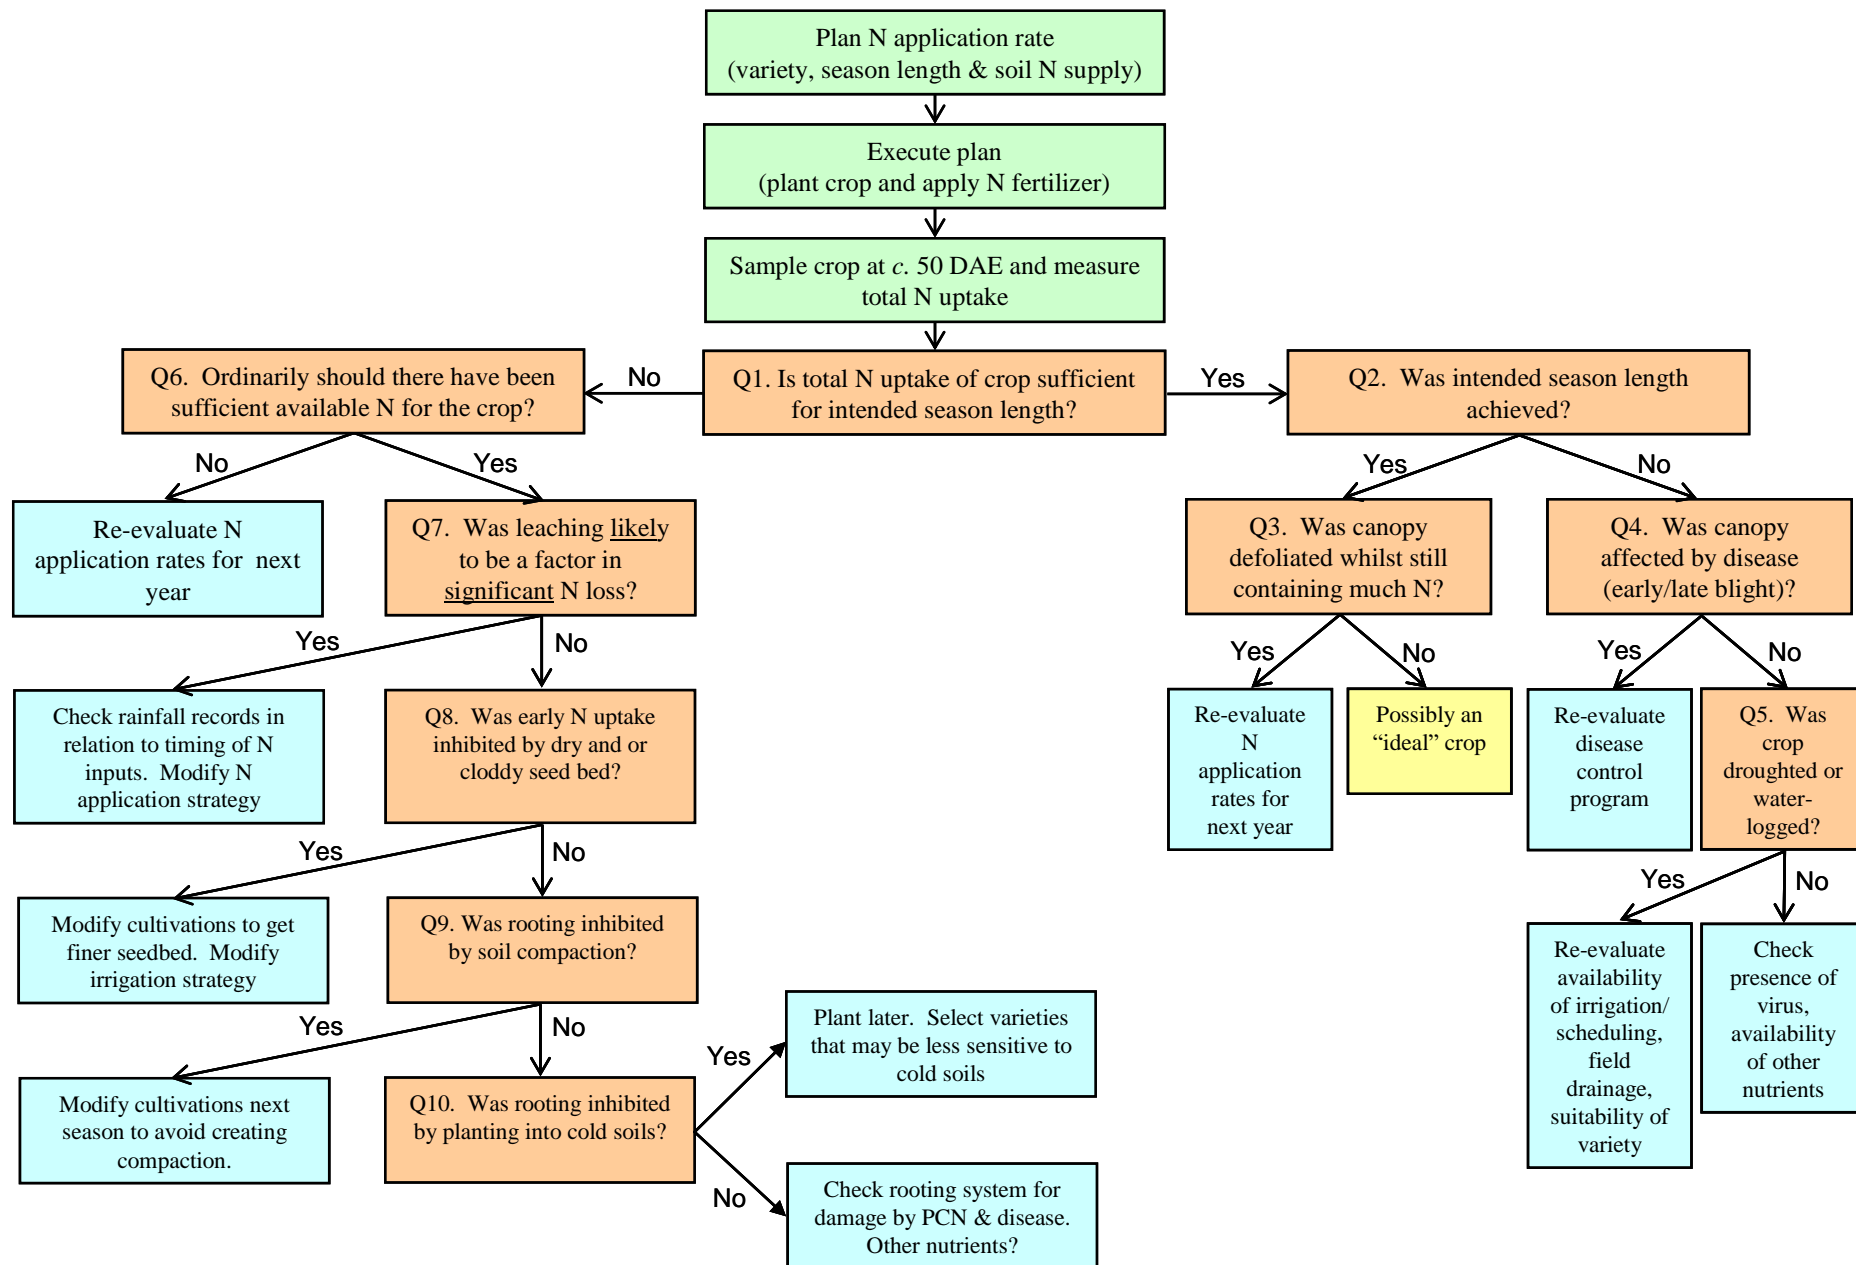 Plan N application rate
(variety, season length & soil N supply)
Execute plan
(plant crop and apply N fertilizer)
Sample crop at c. 50 DAE and measure
total N uptake
Q6.  Ordinarily should there have been
sufficient available N for the crop?
No
Q1. Is total N uptake of crop sufficient
for intended season length?
Yes
Q2.  Was intended season length
achieved?
No
Yes
Yes
No
Re-evaluate N
application rates for  next
year
Q7.  Was leaching likely
to be a factor in
significant N loss?
Q3.  Was canopy
defoliated whilst still
containing much N?
Q4.  Was canopy
affected by disease
(early/late blight)?
Yes
No
Yes
No
Yes
No
Check rainfall records in
relation to timing of N
inputs.  Modify N
application strategy
Q8.  Was early N uptake
inhibited by dry and or
cloddy seed bed?
Re-evaluate
N
application
rates for
next year
Possibly an
“ideal” crop
Re-evaluate
disease
control
program
Q5.  Was
crop
droughted or
water-
logged?
Yes
No
Yes
No
Modify cultivations to get
finer seedbed.  Modify
irrigation strategy
Q9. Was rooting inhibited
by soil compaction?
Re-evaluate
availability
of irrigation/
scheduling,
field
drainage,
suitability of
variety
Check
presence of
virus,
availability
of other
nutrients
Yes
No
Modify cultivations next
season to avoid creating
compaction.
Q10.  Was rooting inhibited
by planting into cold soils?
Yes
Plant later.  Select varieties
that may be less sensitive to
cold soils
No
Check rooting system for
damage by PCN & disease.
Other nutrients?